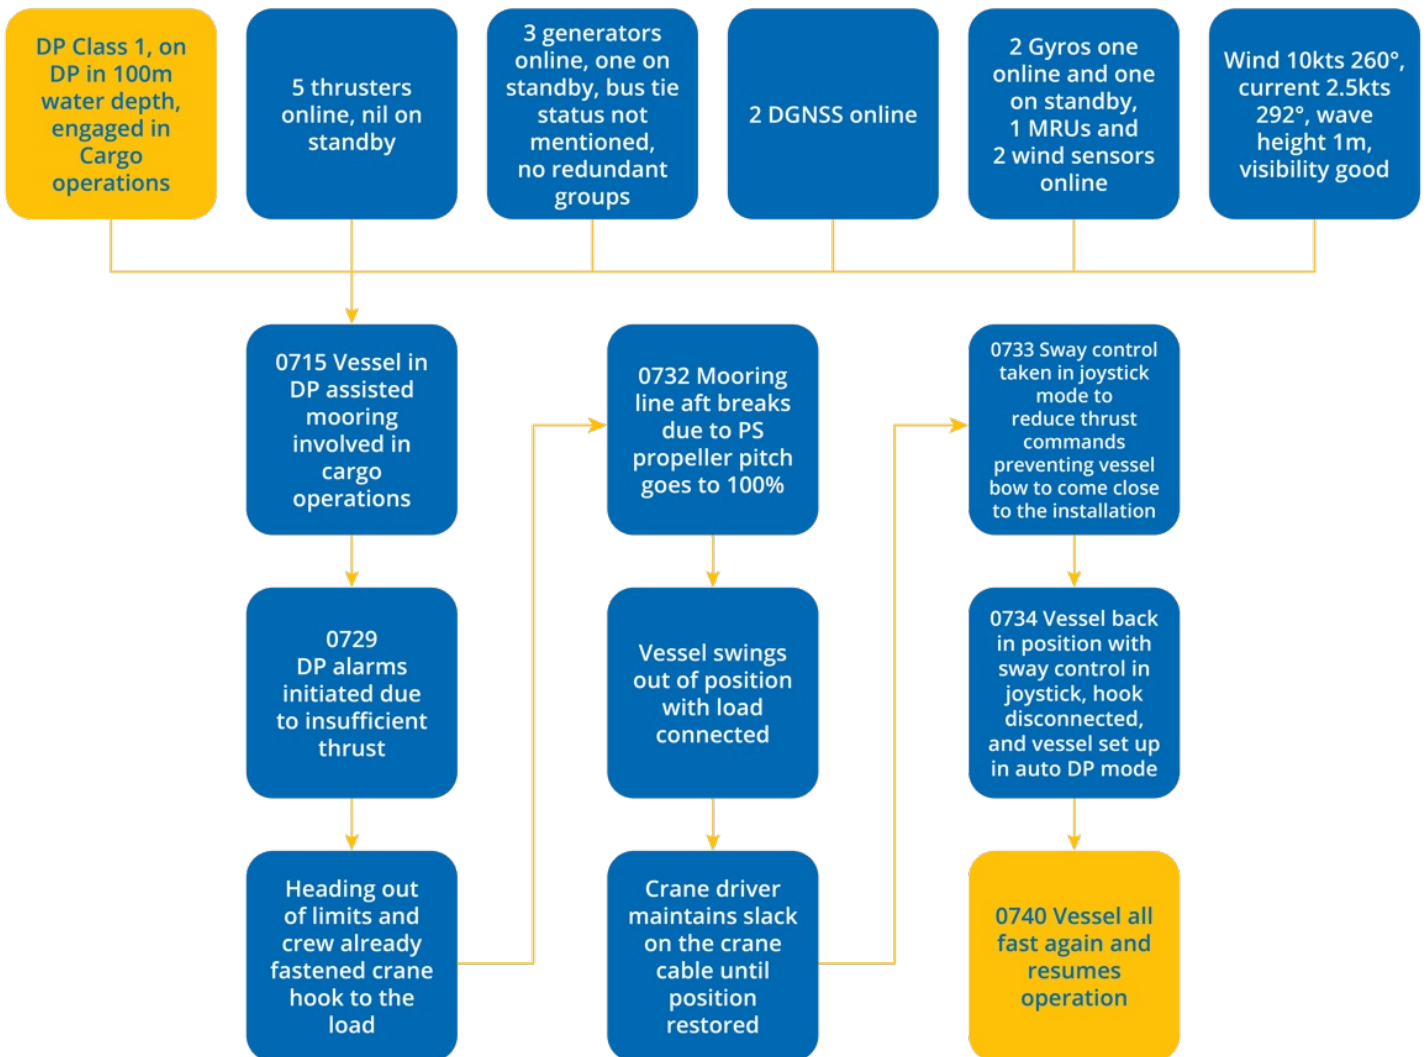 DP Class 1, on
DP in 100m
water depth,
engaged in
Cargo
operations
5 thrusters
online, nil on
standby
3 generators
online, one on
standby, bus tie
status not
mentioned,
no redundant
groups
2 DGNSS online
2 Gyros one
online and one
on standby,
1 MRUs and
2 wind sensors
online
Wind 10kts 260°,
current 2.5kts
292°, wave
height 1m,
visibility good
0715 Vessel in
DP assisted
mooring
involved in
cargo
operations
0729
DP alarms
initiated due
to insufficient
thrust
Heading out
of limits and
crew already
fastened crane
hook to the
load
0732 Mooring
line aft breaks
due to PS
propeller pitch
goes to 100%
Vessel swings
out of position
with load
connected
Crane driver
maintains slack
on the crane
cable until
position
restored
0733 Sway control
taken in joystick
mode to
reduce thrust
commands
preventing vessel
bow to come close
to the installation
0734 Vessel back
in position with
sway control in
joystick, hook
disconnected,
and vessel set up
in auto DP mode
0740 Vessel all
fast again and
resumes
operation